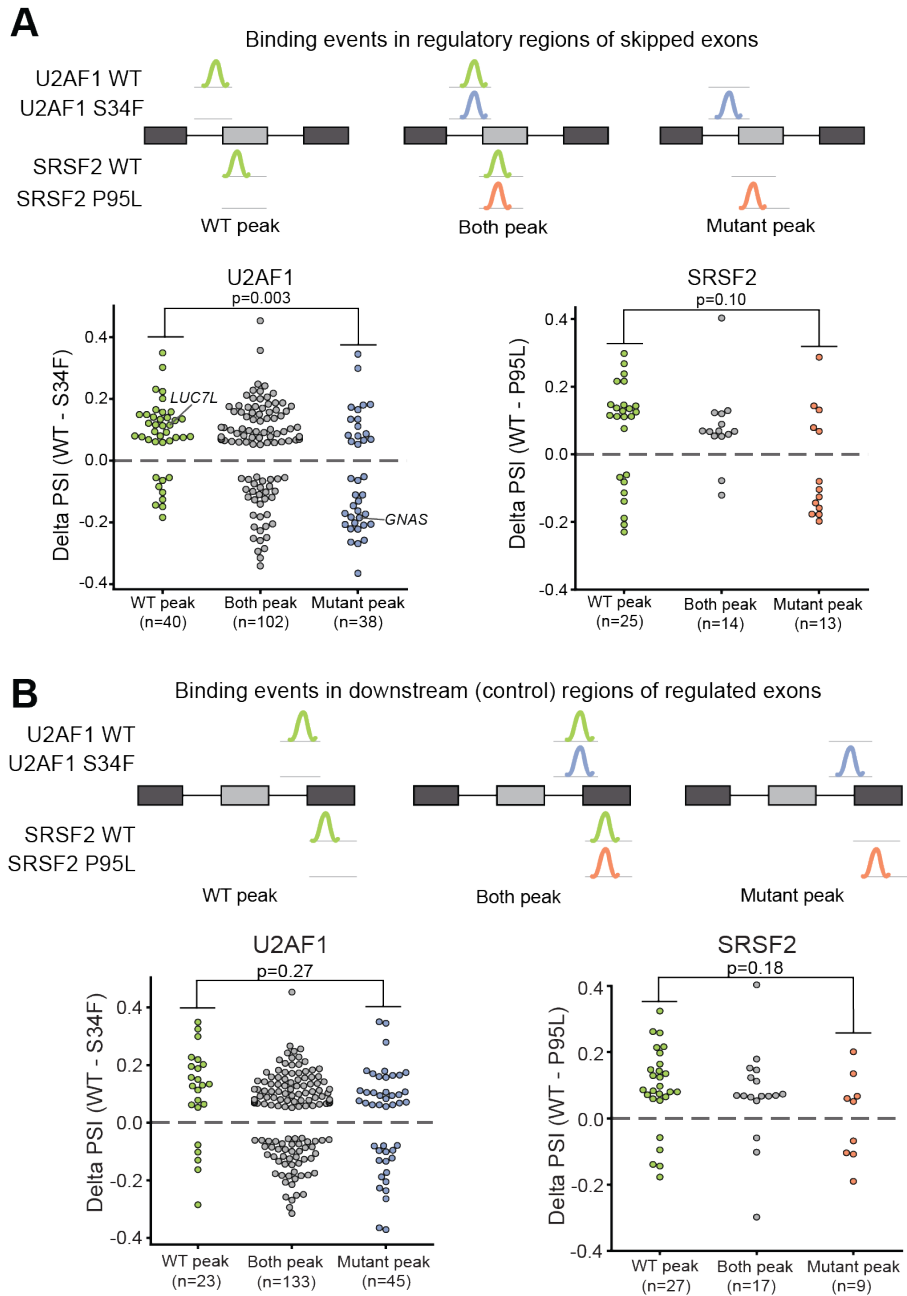 A
Binding events in regulatory regions of skipped exons
U2AF1 WT
U2AF1 S34F
SRSF2 WT
SRSF2 P95L
WT peak
Both peak
Mutant peak
U2AF1
p=0.003
Delta PSI (WT - S34F)
0.4
0.2
0.0
-0.2
-0.4
LUC7L
GNAS
WT peak
(n=40)
Both peak
(n=102)
Mutant peak
(n=38)
SRSF2
p=0.10
Delta PSI (WT - P95L)
0.4
0.2
0.0
-0.2
-0.4
WT peak
(n=25)
Both peak
(n=14)
Mutant peak
(n=13)
B
Binding events in downstream (control) regions of regulated exons
U2AF1 WT
U2AF1 S34F
SRSF2 WT
SRSF2 P95L
WT peak
Both peak
Mutant peak
U2AF1
p=0.27
Delta PSI (WT - S34F)
0.4
0.2
0.0
-0.2
-0.4
WT peak
(n=23)
Both peak
(n=133)
Mutant peak
(n=45)
SRSF2
p=0.18
Delta PSI (WT - P95L)
0.4
0.2
0.0
-0.2
-0.4
WT peak
(n=27)
Both peak
(n=17)
Mutant peak
(n=9)